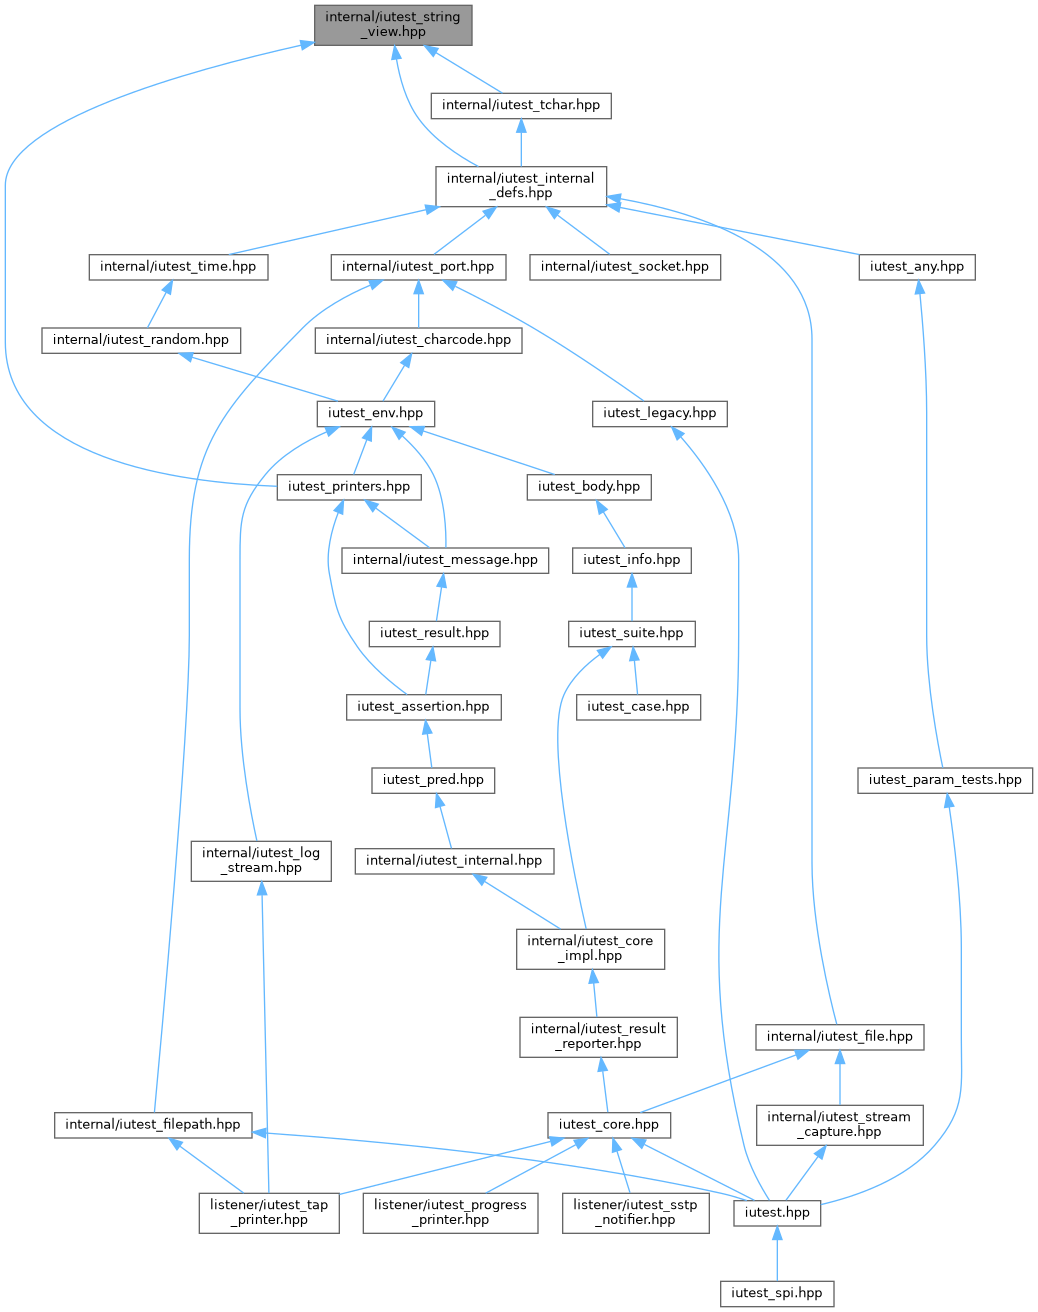 internal/iutest_string
_view.hpp
internal/iutest_tchar.hpp
internal/iutest_internal
_defs.hpp
internal/iutest_time.hpp
internal/iutest_port.hpp
internal/iutest_socket.hpp
iutest_any.hpp
internal/iutest_random.hpp
internal/iutest_charcode.hpp
iutest_env.hpp
iutest_legacy.hpp
iutest_printers.hpp
iutest_body.hpp
internal/iutest_message.hpp
iutest_info.hpp
iutest_result.hpp
iutest_suite.hpp
iutest_assertion.hpp
iutest_case.hpp
iutest_pred.hpp
iutest_param_tests.hpp
internal/iutest_log
_stream.hpp
internal/iutest_internal.hpp
internal/iutest_core
_impl.hpp
internal/iutest_result
_reporter.hpp
internal/iutest_file.hpp
internal/iutest_filepath.hpp
iutest_core.hpp
internal/iutest_stream
_capture.hpp
listener/iutest_tap
_printer.hpp
listener/iutest_progress
_printer.hpp
listener/iutest_sstp
_notifier.hpp
iutest.hpp
iutest_spi.hpp